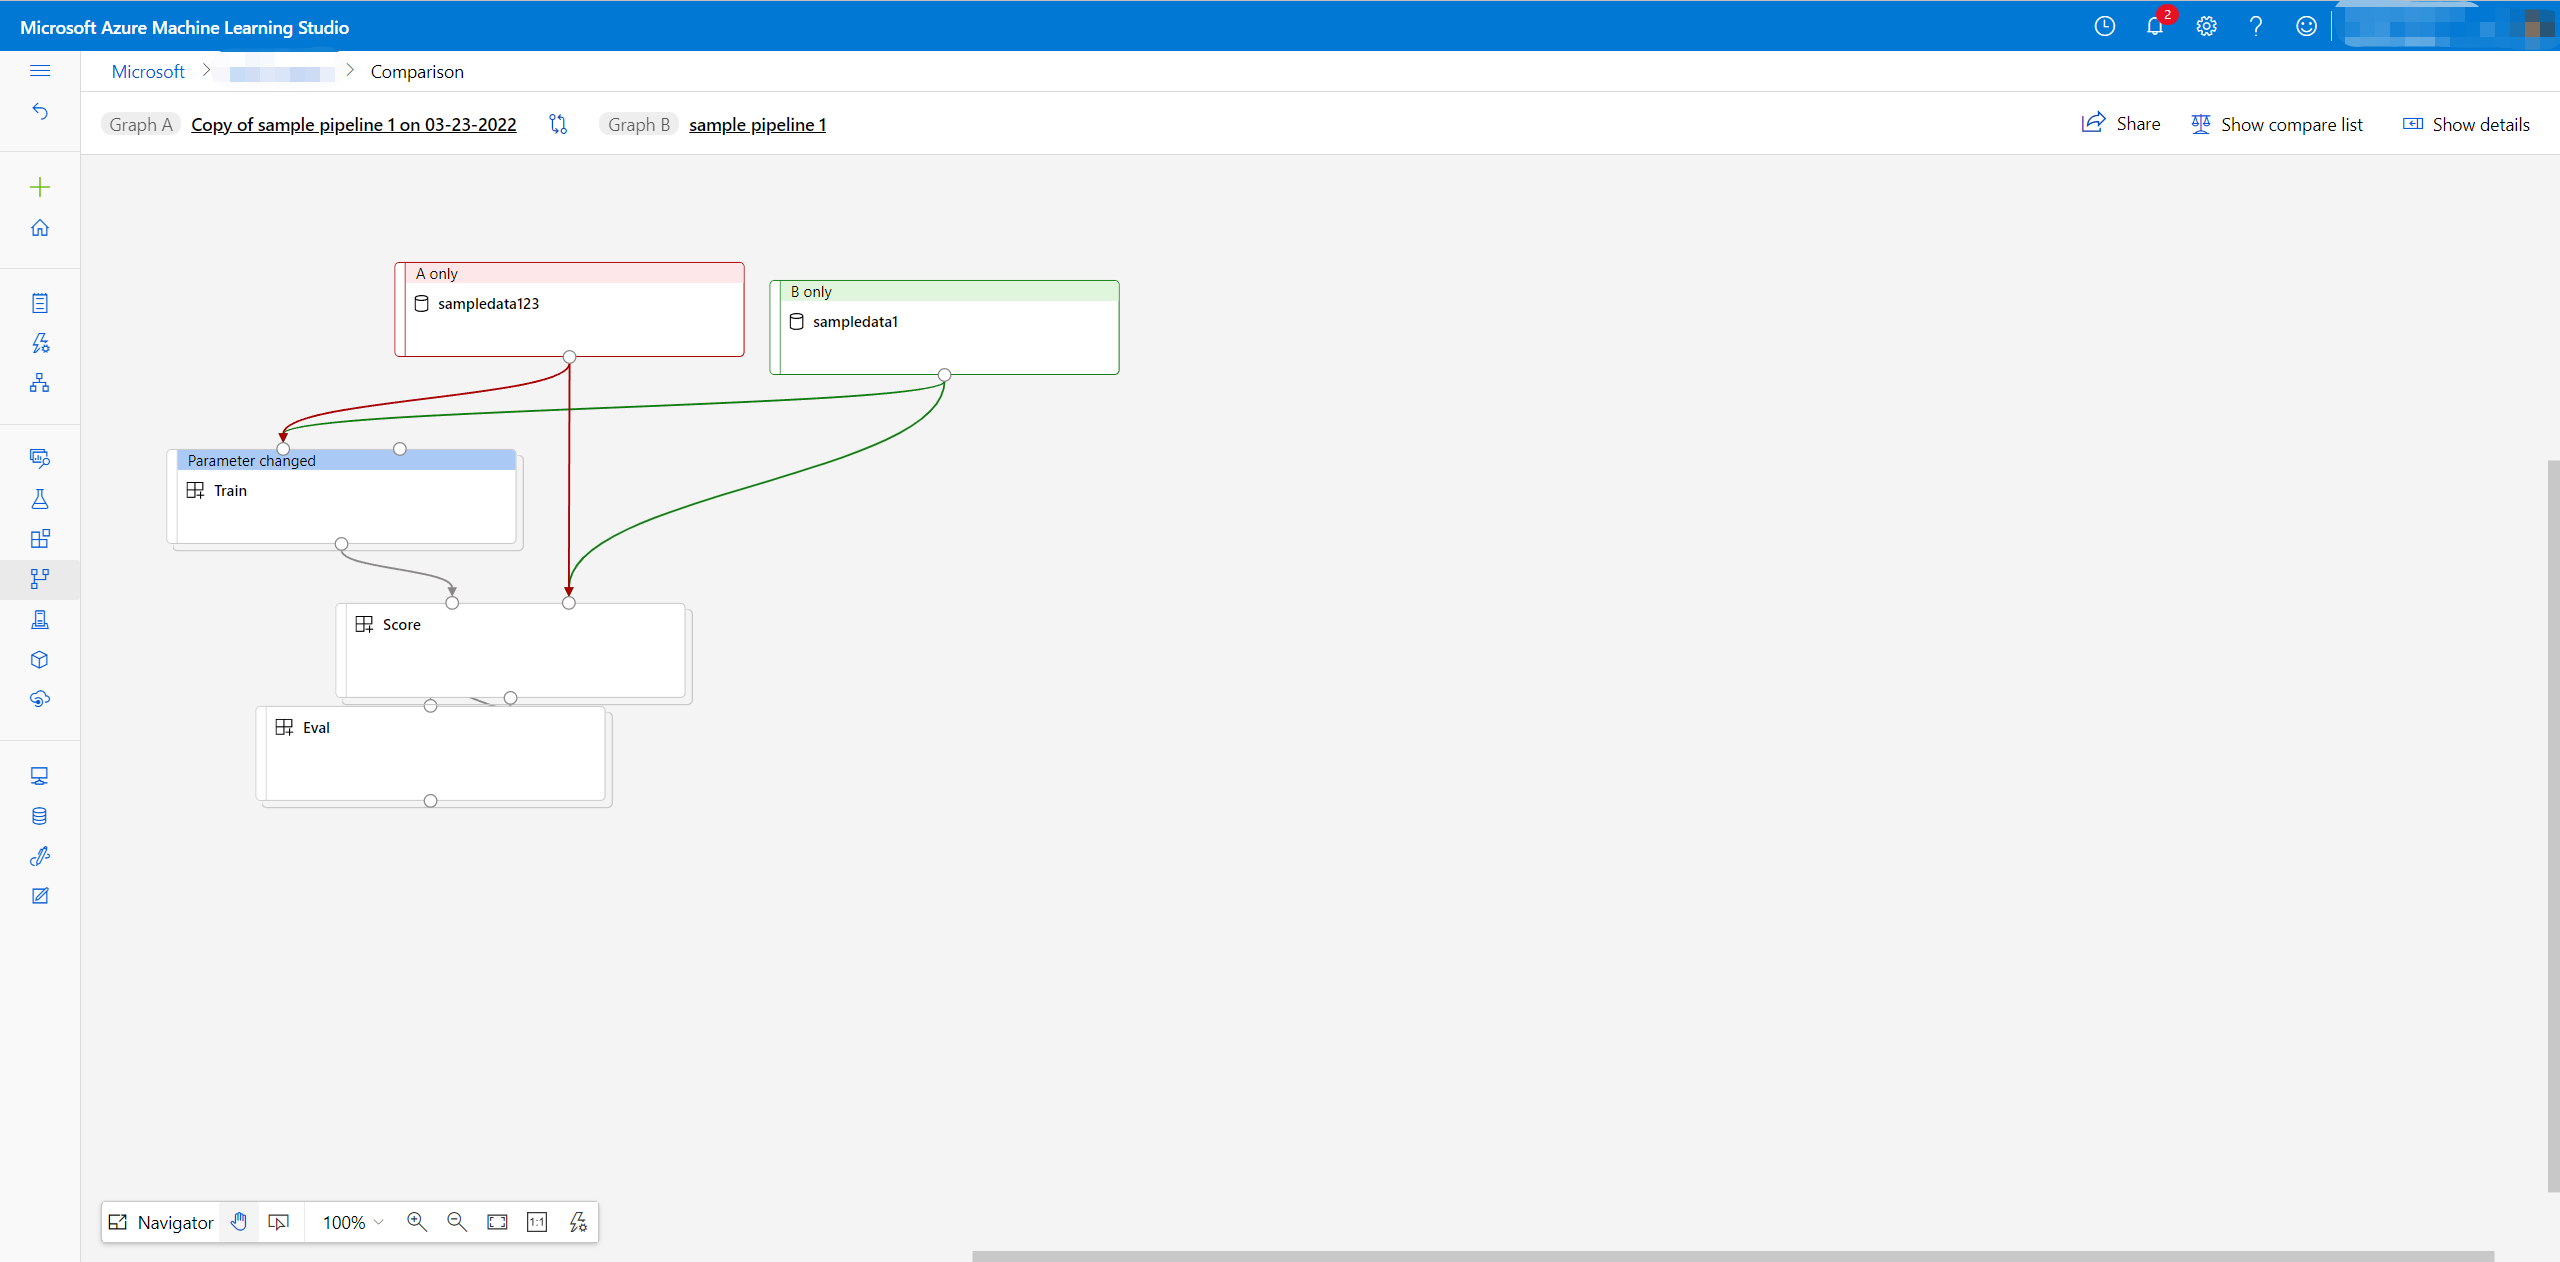 Microsoft Azure Machine Learning Studio
2
Microsoft
Comparison
Graph A
Copy of sample pipeline 1 on 03-23-2022
Graph B
sample pipeline 1
Share
Show compare list
Show details
A only
sampledata123
B only
sampledata1
Parameter changed
Train
Score
Eval
Navigator
100%
1:1